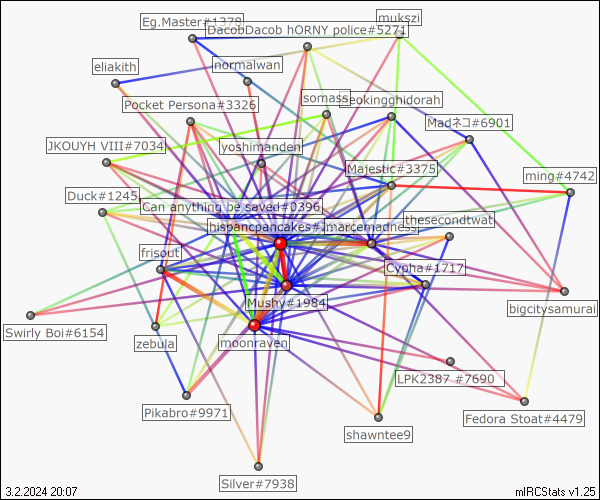 Eg.Master#1378
mukszi
DacobDacob hORNY police#5271
eliakith
normalwan
Pocket Persona#3326
somass
seokingghidorah
Madネコ#6901
JKOUYH VIII#7034
yoshimanden
Majestic#3375
ming#4742
Duck#1245
Can anything be saved#0396
hispancpancakes#
marcemadness
thesecondtwat
frisout
Cypha#1717
Mushy#1984
bigcitysamurai
Swirly Boi#6154
zebula
moonraven
LPK2387 #7690
Pikabro#9971
Fedora Stoat#4479
shawntee9
Silver#7938
3.2.2024 20:07
mIRCStats v1.25